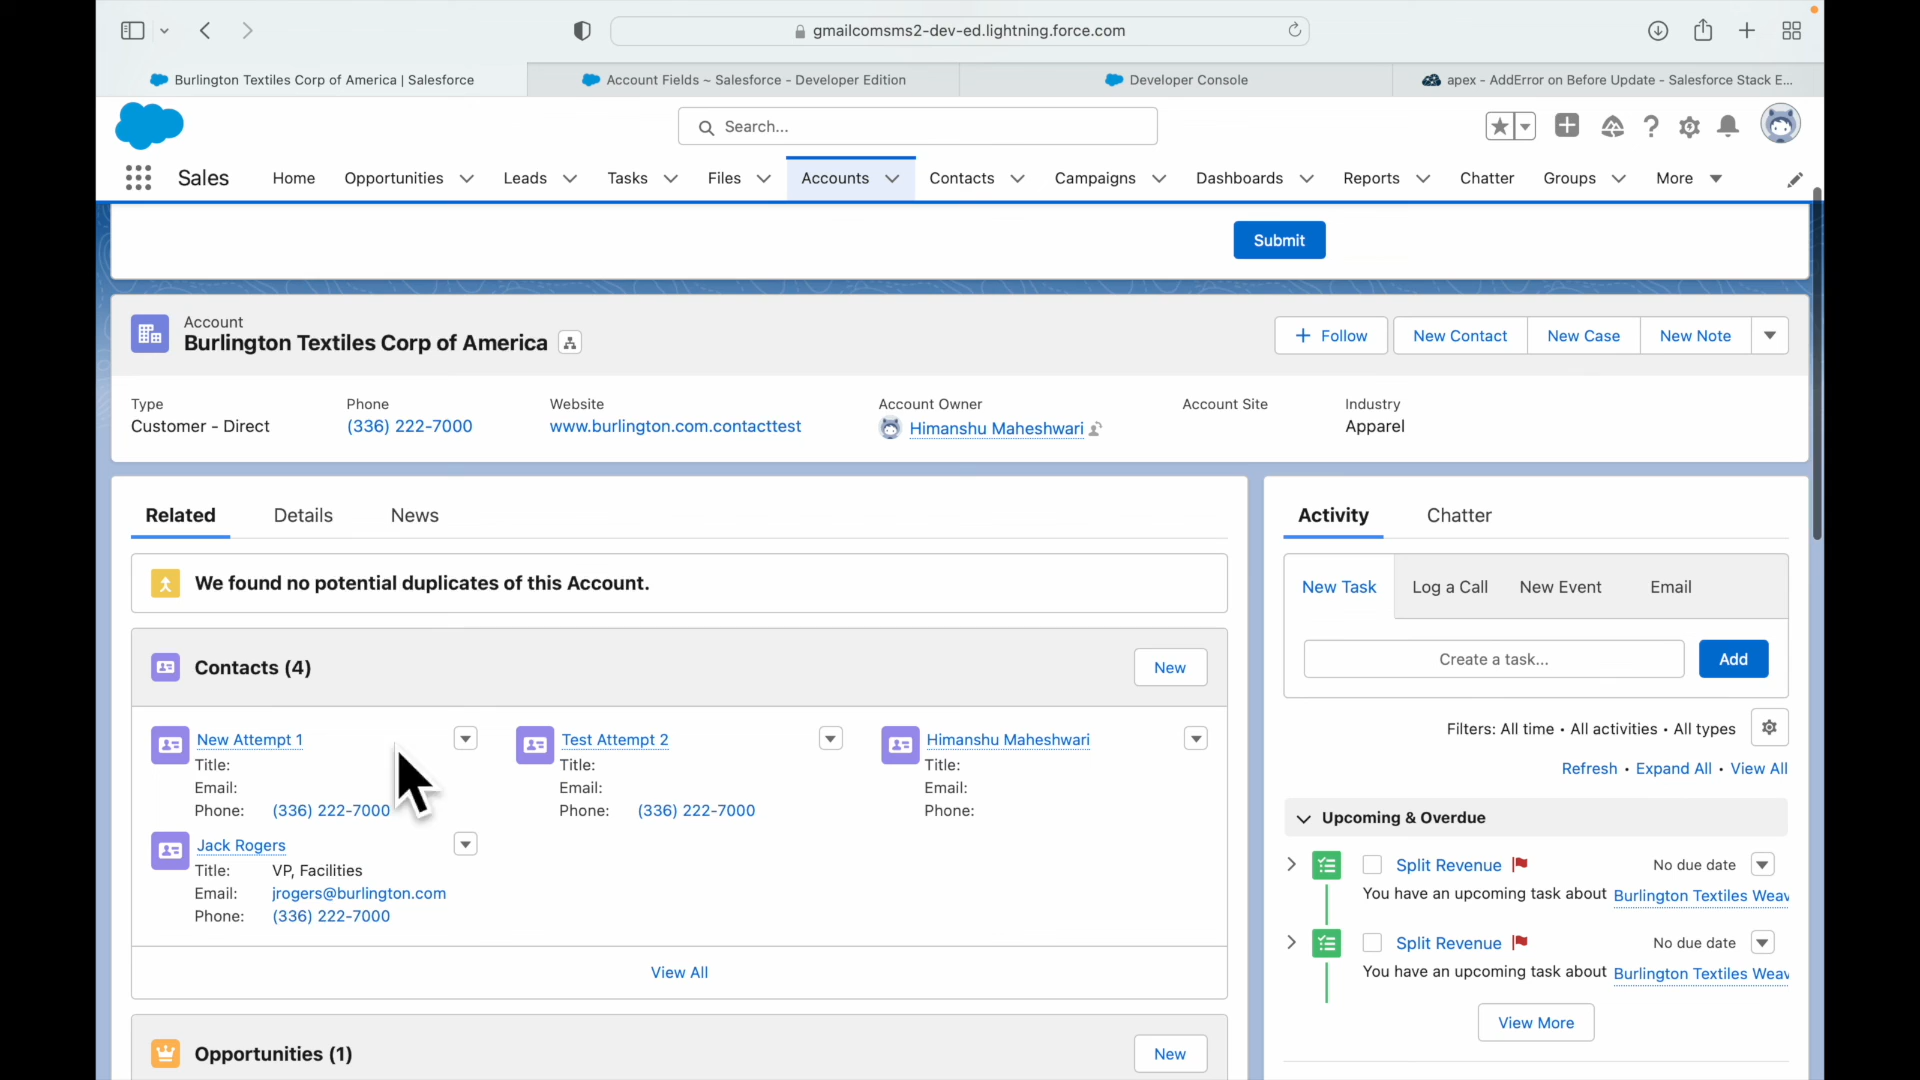 gmailcomsms2-dev-ed.lightning.force.com
Burlington Textiles Corp of America | Salesforce
Account Fields ~ Salesforce - Developer Edition
Developer Console
apex - AddError on Before Update - Salesforce Stack E...
Search...
Sales
Home
Opportunities
Leads
Tasks
Files
Accounts
Contacts
Campaigns
Dashboards
Reports
Chatter
Groups
More
Submit
Account
Burlington Textiles Corp of America
Follow
New Contact
New Case
New Note
Type
Customer - Direct
Phone
(336) 222-7000
Website
www.burlington.com.contacttest
Account Owner
Himanshu Maheshwari
Account Site
Industry
Apparel
Related
Details
News
We found no potential duplicates of this Account.
Contacts (4)
New
New Attempt 1
Title:
Email:
Phone: (336) 222-7000
Test Attempt 2
Title:
Email:
Phone: (336) 222-7000
Himanshu Maheshwari
Title:
Email:
Phone:
Jack Rogers
Title: VP, Facilities
Email: jrogers@burlington.com
Phone: (336) 222-7000
View All
Opportunities (1)
New
Activity
Chatter
New Task
Log a Call
New Event
Email
Create a task...
Add
Filters: All time • All activities • All types
Refresh • Expand All • View All
Upcoming & Overdue
Split Revenue
No due date
You have an upcoming task about Burlington Textiles Weav
Split Revenue
No due date
You have an upcoming task about Burlington Textiles Weav
View More